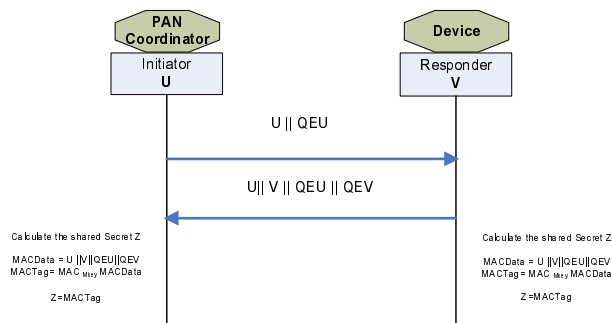 PAN
Coordinator
Device
Initiator
U
Responder
V
U || QEU
U|| V || QEU || QEV
Calculate the shared Secret Z
MACData = U ||V||QEU||QEV
MACTag= MAC Mkey MACData
Z=MACTag
Calculate the shared Secret Z
MACData = U ||V||QEU||QEV
MACTag= MAC Mkey MACData
Z=MACTag